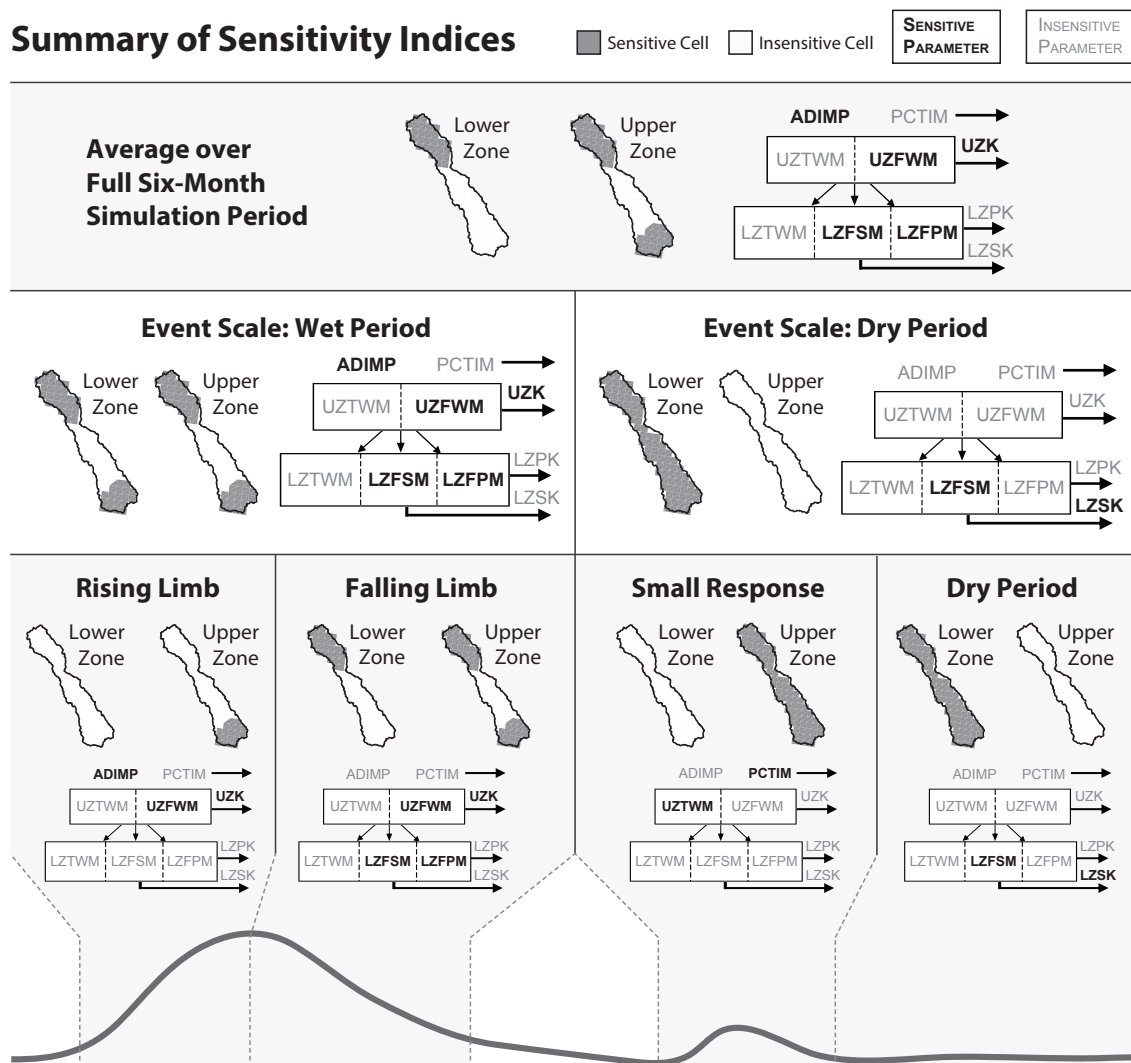 Summary of Sensitivity Indices
Sensitive Cell
Insensitive Cell
SENSITIVE
PARAMETER
INSENSITIVE
PARAMETER
Average over
Full Six-Month
Simulation Period
Lower
Zone
Upper
Zone
ADIMP PCTIM
UZTWM UZFWM UZK
LZTWM LZFSM LZFPM
LZPK
LZSK
Event Scale: Wet Period
Lower
Zone
Upper
Zone
ADIMP PCTIM
UZTWM UZFWM UZK
LZTWM LZFSM LZFPM
LZPK
LZSK
Event Scale: Dry Period
Lower
Zone
Upper
Zone
ADIMP PCTIM
UZTWM UZFWM UZK
LZTWM LZFSM LZFPM
LZPK
LZSK
Rising Limb
Lower
Zone
Upper
Zone
ADIMP PCTIM
UZTWM UZFWM UZK
LZTWM LZFSM LZFPM
LZPK
LZSK
Falling Limb
Lower
Zone
Upper
Zone
ADIMP PCTIM
UZTWM UZFWM UZK
LZTWM LZFSM LZFPM
LZPK
LZSK
Small Response
Lower
Zone
Upper
Zone
ADIMP PCTIM
UZTWM UZFWM UZK
LZTWM LZFSM LZFPM
LZPK
LZSK
Dry Period
Lower
Zone
Upper
Zone
ADIMP PCTIM
UZTWM UZFWM UZK
LZTWM LZFSM LZFPM
LZPK
LZSK